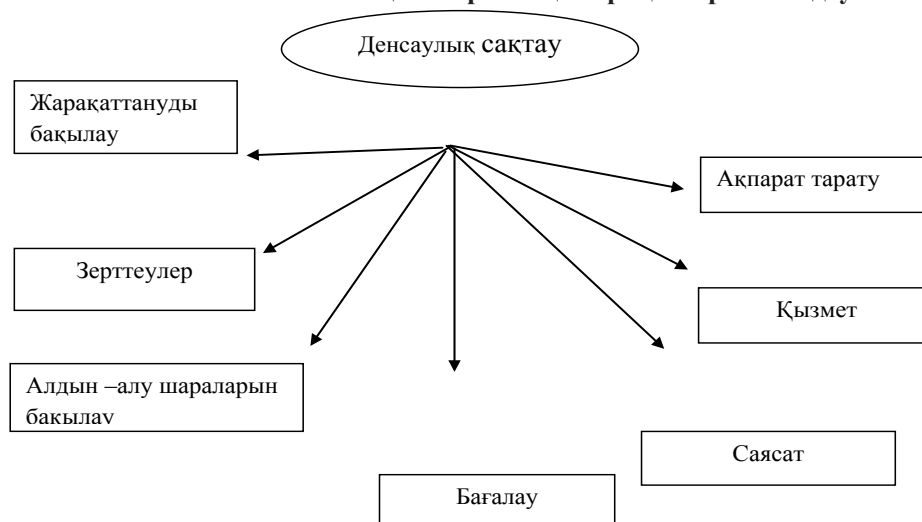 Денсаулық сақтау
Жарақаттануды
бақылау
Ақпарат тарату
Зерттеулер
Қызмет
Алдын –алу шараларын
бақылау
Саясат
Бағалау